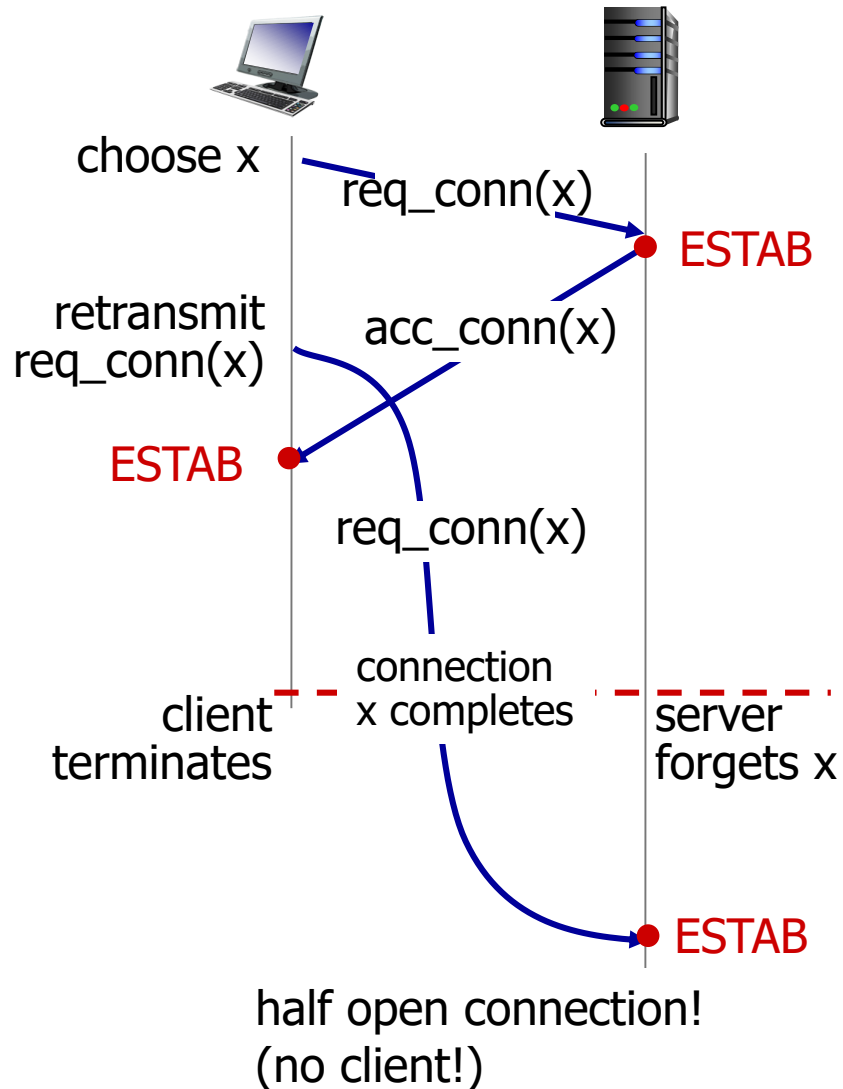 choose x
req_conn(x)
ESTAB
retransmit
req_conn(x)
acc_conn(x)
ESTAB
req_conn(x)
connection
x completes
client
terminates
server
forgets x
ESTAB
half open connection!
(no client!)